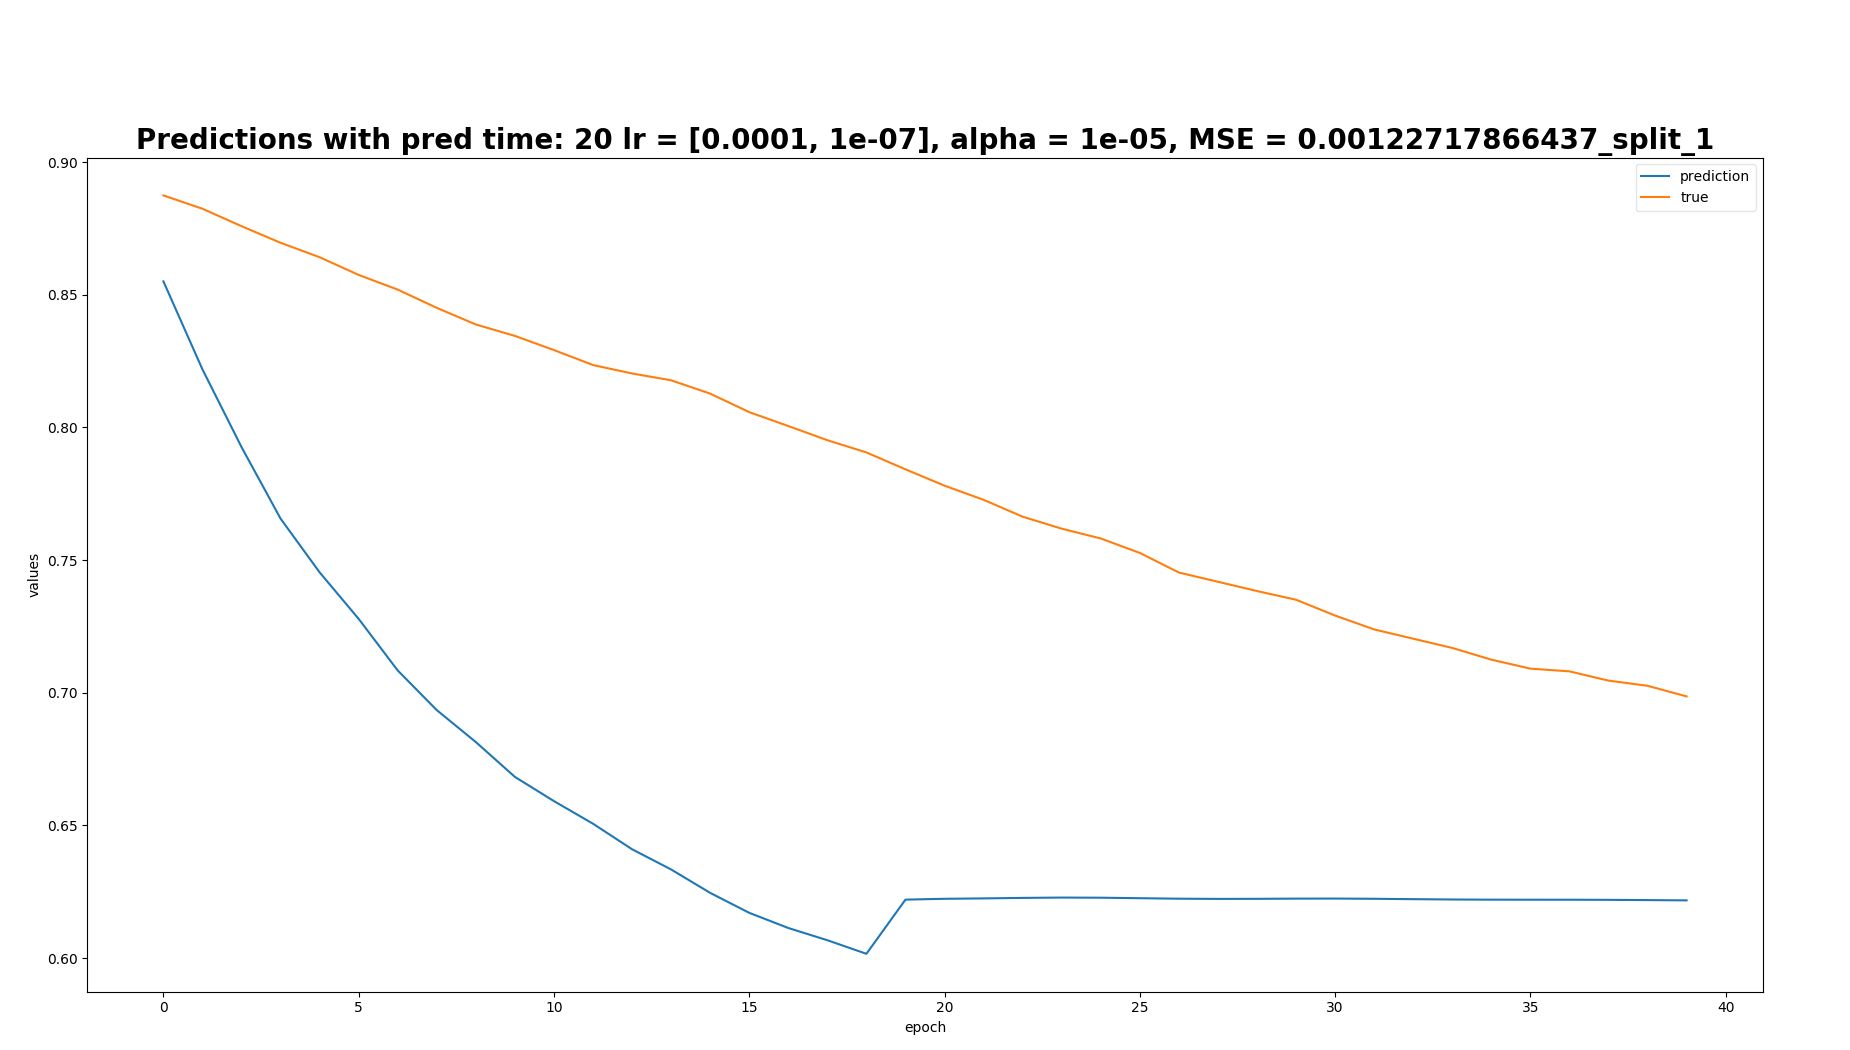 Predictions with pred time: 20 lr = [0.0001, 1e-07], alpha = 1e-05, MSE = 0.00122717866437_split_1
prediction
true
0.90
0.85
0.80
0.75
0.70
0.65
0.60
values
0 5 10 15 20 25 30 35 40
epoch